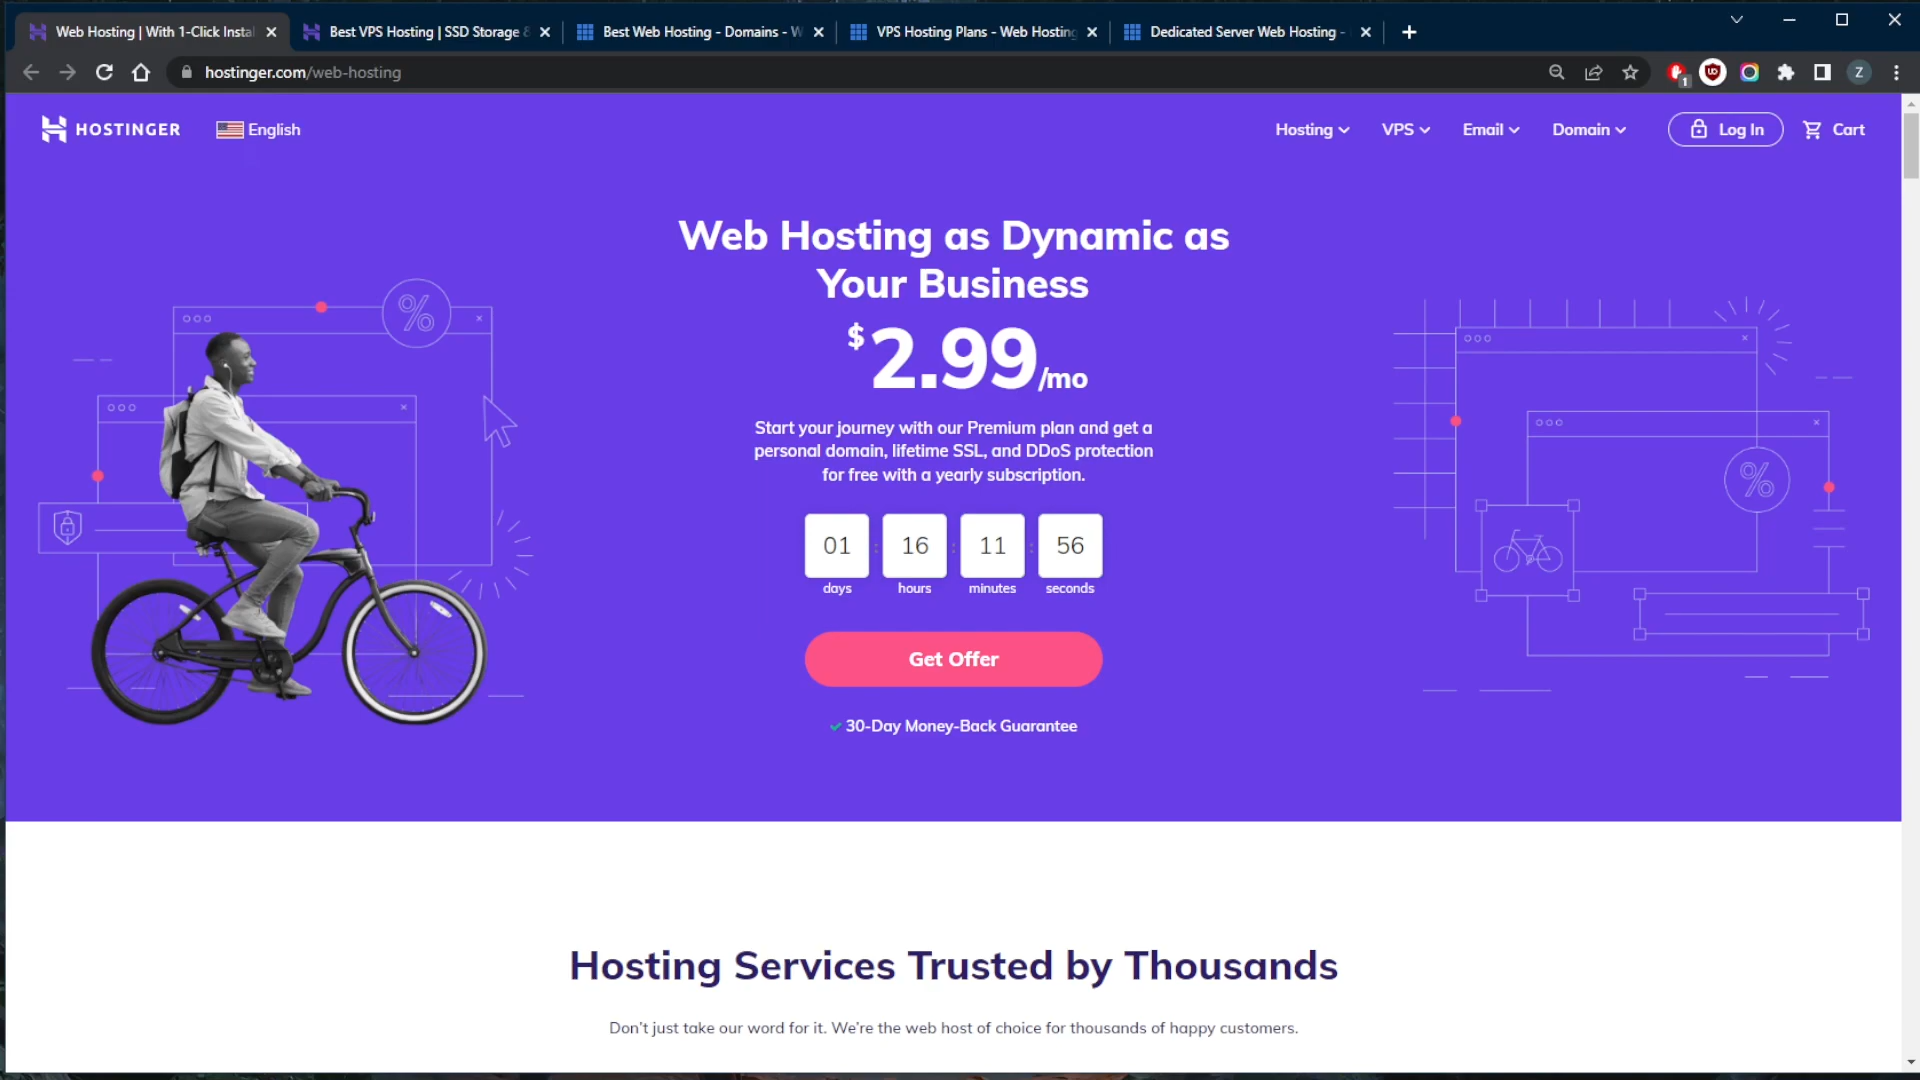 Web Hosting | With 1-Click Insta
Best VPS Hosting | SSD Storage &
Best Web Hosting - Domains - W
VPS Hosting Plans - Web Hosting
Dedicated Server Web Hosting -
hostinger.com/web-hosting
1
Z
HOSTINGER
English
Hosting
VPS
Email
Domain
Log In
Cart
Web Hosting as Dynamic as
Your Business
$2.99/mo
Start your journey with our Premium plan and get a
personal domain, lifetime SSL, and DDoS protection
for free with a yearly subscription.
01 : 16 : 11 : 56
days hours minutes seconds
Get Offer
30-Day Money-Back Guarantee
%
%
Hosting Services Trusted by Thousands
Don't just take our word for it. We're the web host of choice for thousands of happy customers.